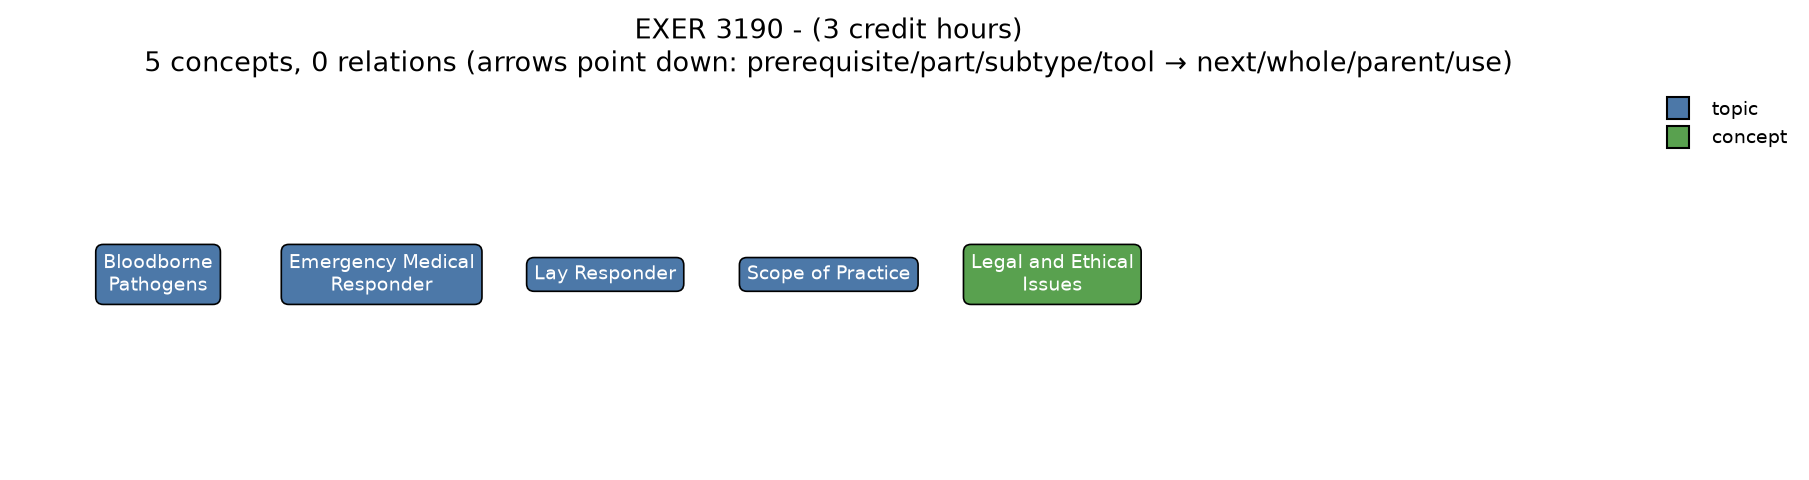 EXER 3190 - (3 credit hours)
5 concepts, 0 relations (arrows point down: prerequisite/part/subtype/tool → next/whole/parent/use)
topic
concept
Bloodborne
Pathogens
Emergency Medical
Responder
Lay Responder
Scope of Practice
Legal and Ethical
Issues